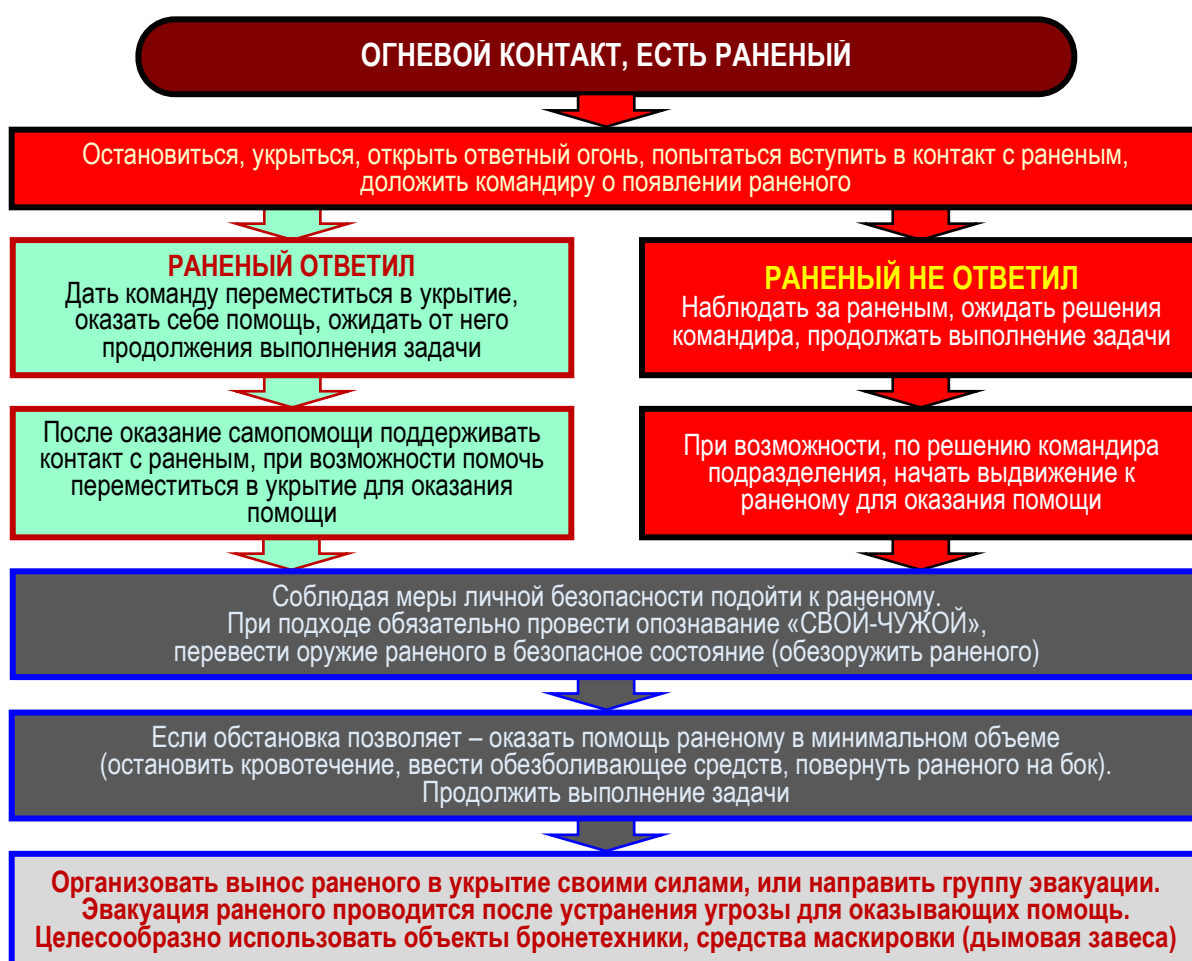 ОГНЕВОЙ КОНТАКТ, ЕСТЬ РАНЕНЫЙ
Остановиться, укрыться, открыть ответный огонь, попытаться вступить в контакт с раненым,
доложить командиру о появлении раненого
РАНЕНЫЙ ОТВЕТИЛ
Дать команду переместиться в укрытие,
оказать себе помощь, ожидать от него
продолжения выполнения задачи
РАНЕНЫЙ НЕ ОТВЕТИЛ
Наблюдать за раненым, ожидать решения
командира, продолжать выполнение задачи
После оказание самопомощи поддерживать
контакт с раненым, при возможности помочь
переместиться в укрытие для оказания
помощи
При возможности, по решению командира
подразделения, начать выдвижение к
раненому для оказания помощи
Соблюдая меры личной безопасности подойти к раненому.
При подходе обязательно провести опознавание «СВОЙ-ЧУЖОЙ»,
перевести оружие раненого в безопасное состояние (обезоружить раненого)
Если обстановка позволяет – оказать помощь раненому в минимальном объеме
(остановить кровотечение, ввести обезболивающее средств, повернуть раненого на бок).
Продолжить выполнение задачи
Организовать вынос раненого в укрытие своими силами, или направить группу эвакуации.
Эвакуация раненого проводится после устранения угрозы для оказывающих помощь.
Целесообразно использовать объекты бронетехники, средства маскировки (дымовая завеса)